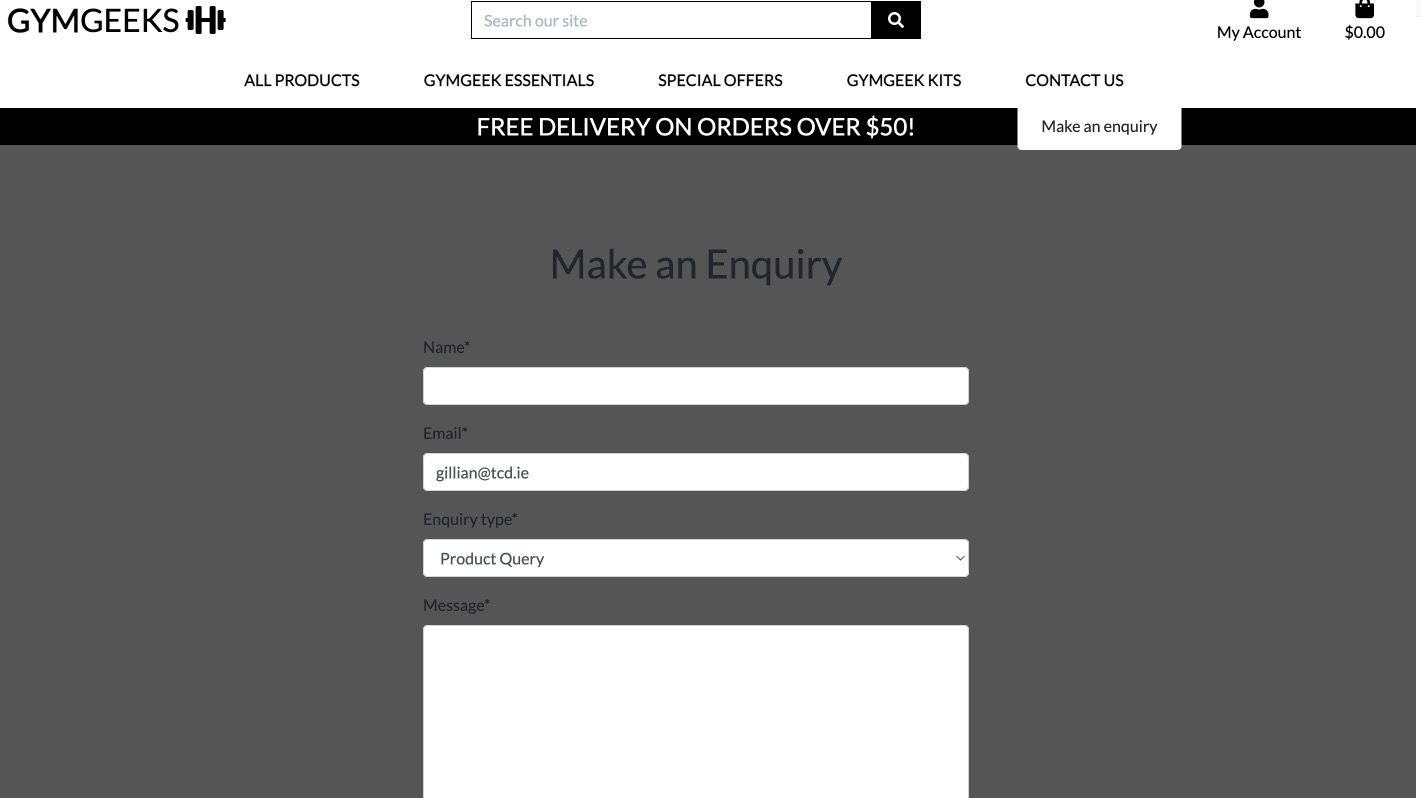 GYMGEEKS
Search our site
My Account
$0.00
ALL PRODUCTS
GYMGEEK ESSENTIALS
SPECIAL OFFERS
GYMGEEK KITS
CONTACT US
FREE DELIVERY ON ORDERS OVER $50!
Make an enquiry
Make an Enquiry
Name*
Email*
gillian@tcd.ie
Enquiry type*
Product Query
Message*